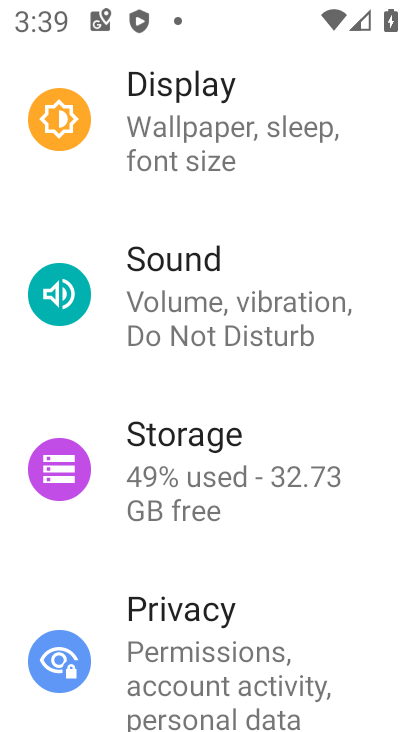 3:39
Display
Wallpaper, sleep,
font size
Sound
Volume, vibration,
Do Not Disturb
Storage
49% used - 32.73
GB free
Privacy
Permissions,
account activity,
personal data